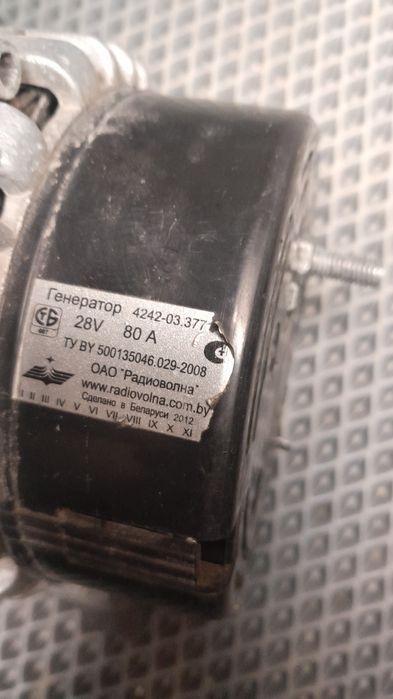 Генератор 4242-03.377
СТБ
28V 80 A
ТУ BY 500135046.029-2008
ОАО "Радиоволна"
www.radiovolna.com.by
Сделано в Беларуси 2012
I II III IV V VI VII VIII IX X XI